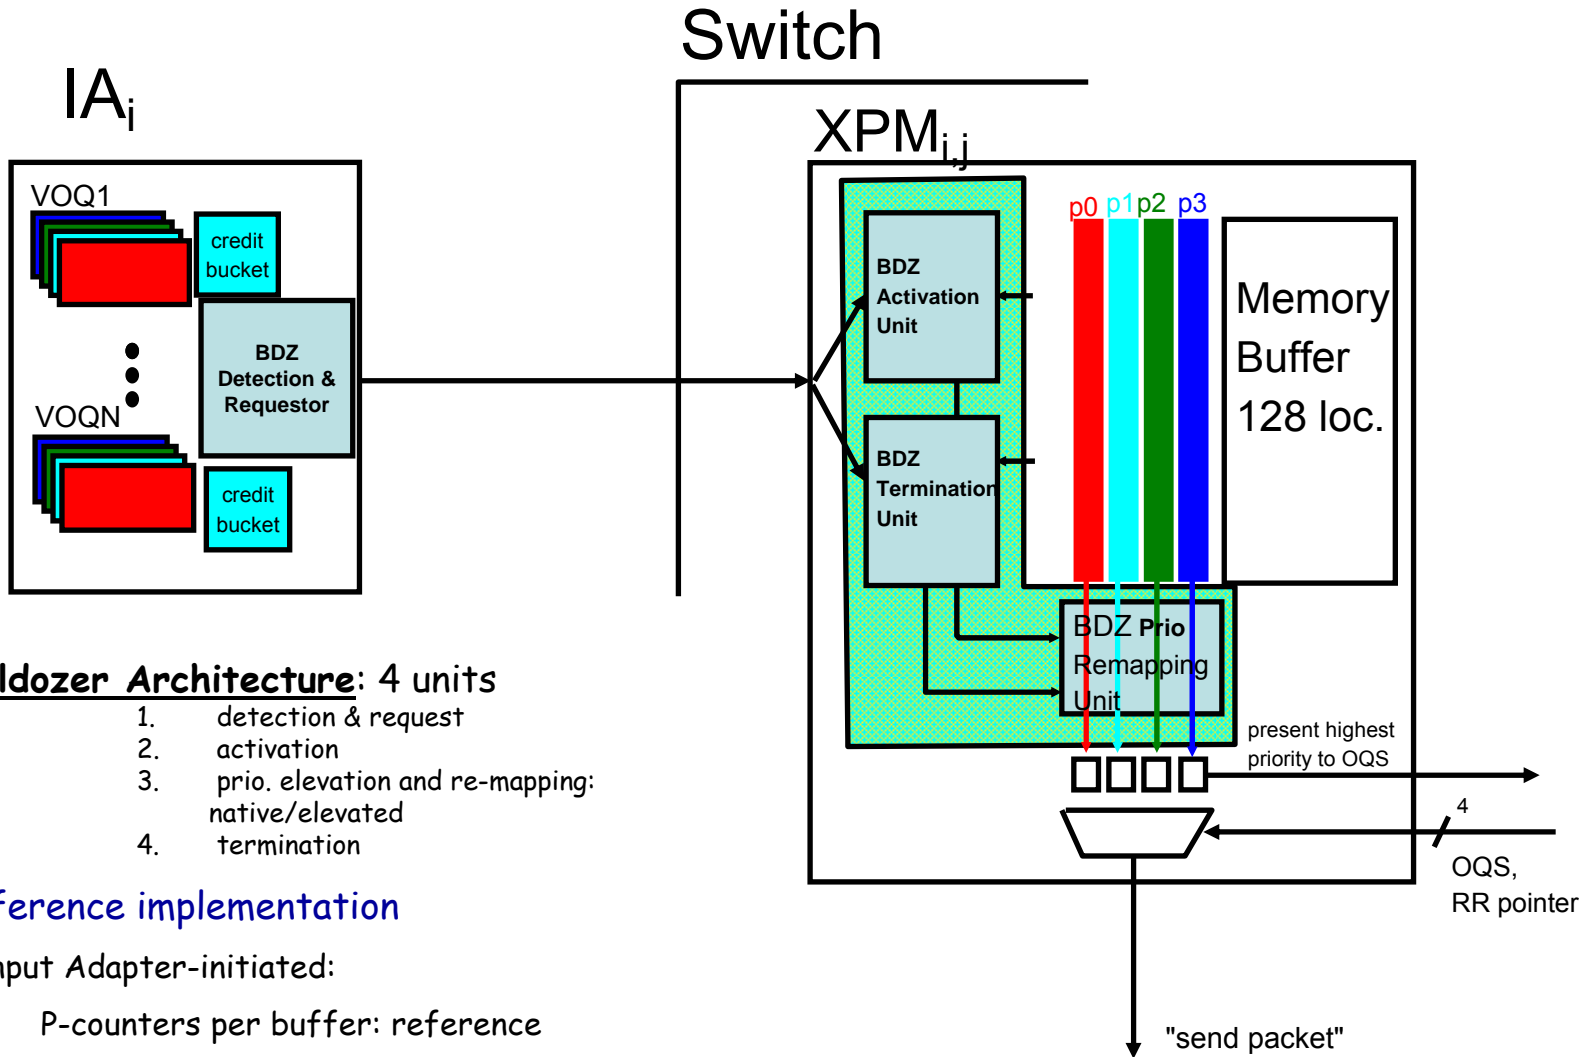 Switch
IAi
XPMi,j
VOQ1
credit
bucket
BDZ
Detection &
Requestor
VOQN
credit
bucket
BDZ
Activation
Unit
BDZ
Termination
Unit
p0 p1 p2 p3
Memory
Buffer
128 loc.
BDZ Prio
Remapping
Unit
present highest
priority to OQS
4
OQS,
RR pointer
"send packet"
ldozer Architecture: 4 units
1. detection & request
2. activation
3. prio. elevation and re-mapping:
native/elevated
4. termination
ference implementation
nput Adapter-initiated:
P-counters per buffer: reference